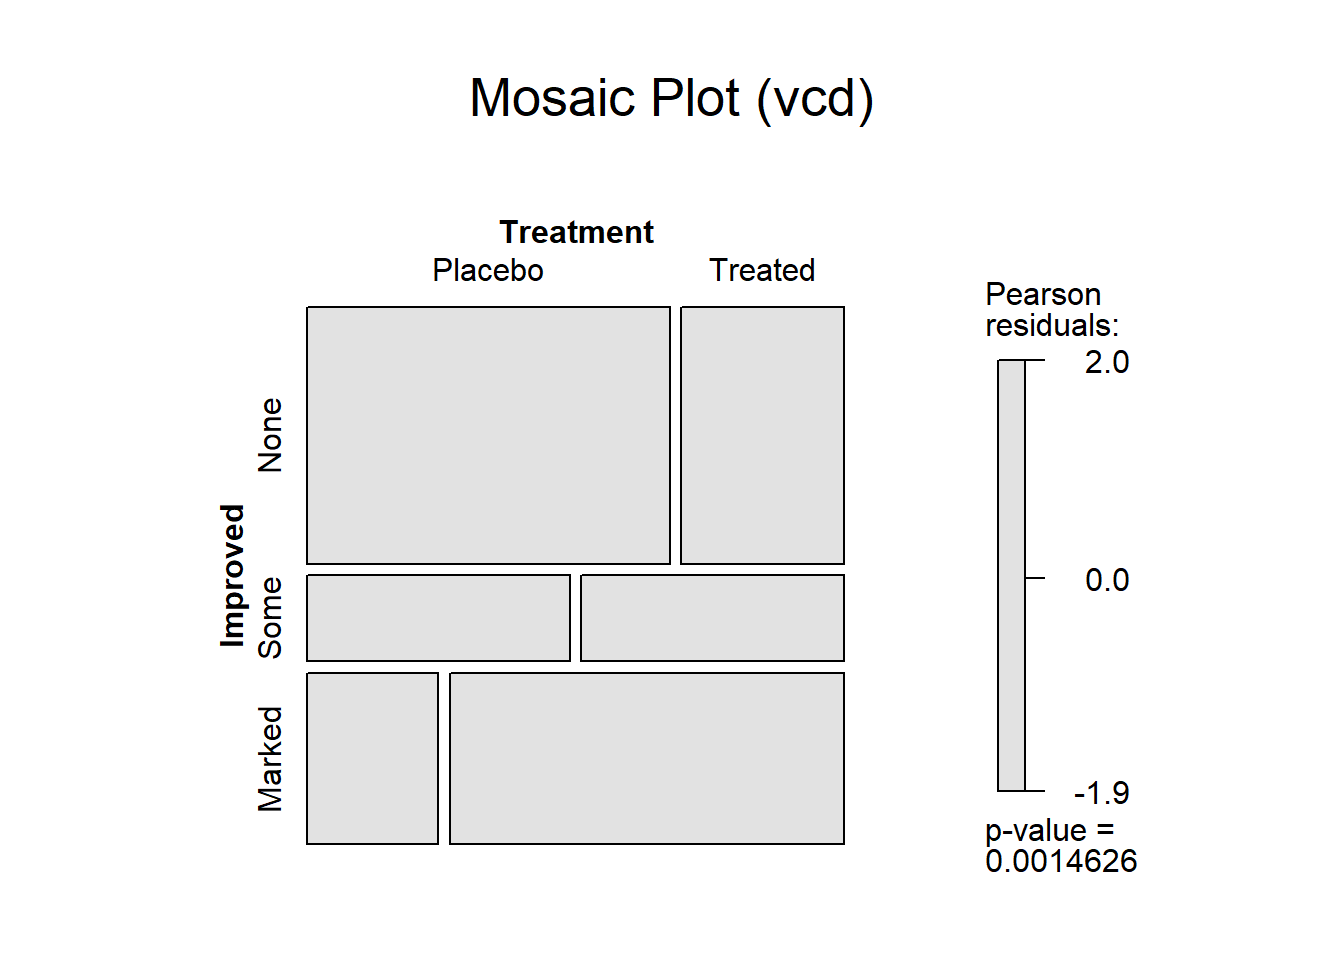 Mosaic Plot (vcd)
Treatment
Placebo
Treated
Improved
None
Some
Marked
Pearson
residuals:
2.0
0.0
-1.9
p-value =
0.0014626